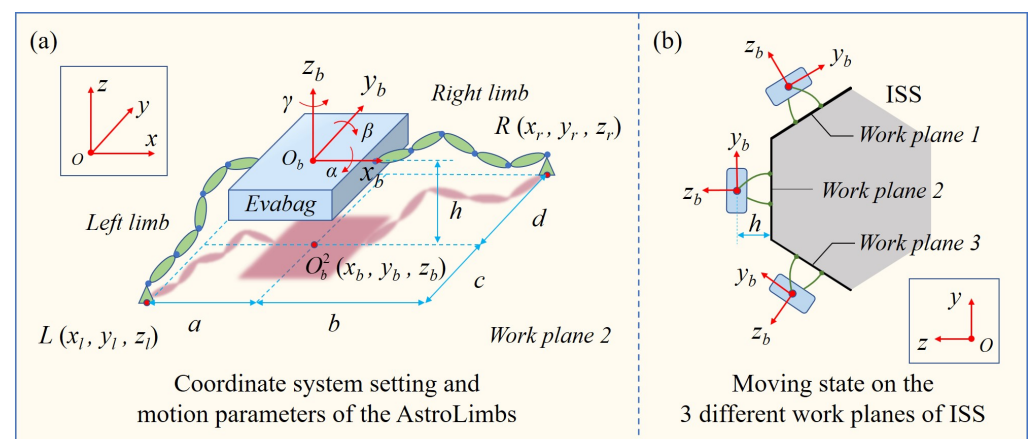 (a)
z
y
x
O
z_b
y_b
γ
β
O_b
α
x_b
Evabag
Right limb
R (x_r , y_r , z_r)
Left limb
h
d
O_b^2 (x_b , y_b , z_b)
c
a
b
L (x_l , y_l , z_l)
Work plane 2
Coordinate system setting and
motion parameters of the AstroLimbs
(b)
z_b
y_b
ISS
Work plane 1
y_b
z_b
Work plane 2
h
Work plane 3
y_b
z_b
y
z
O
Moving state on the
3 different work planes of ISS